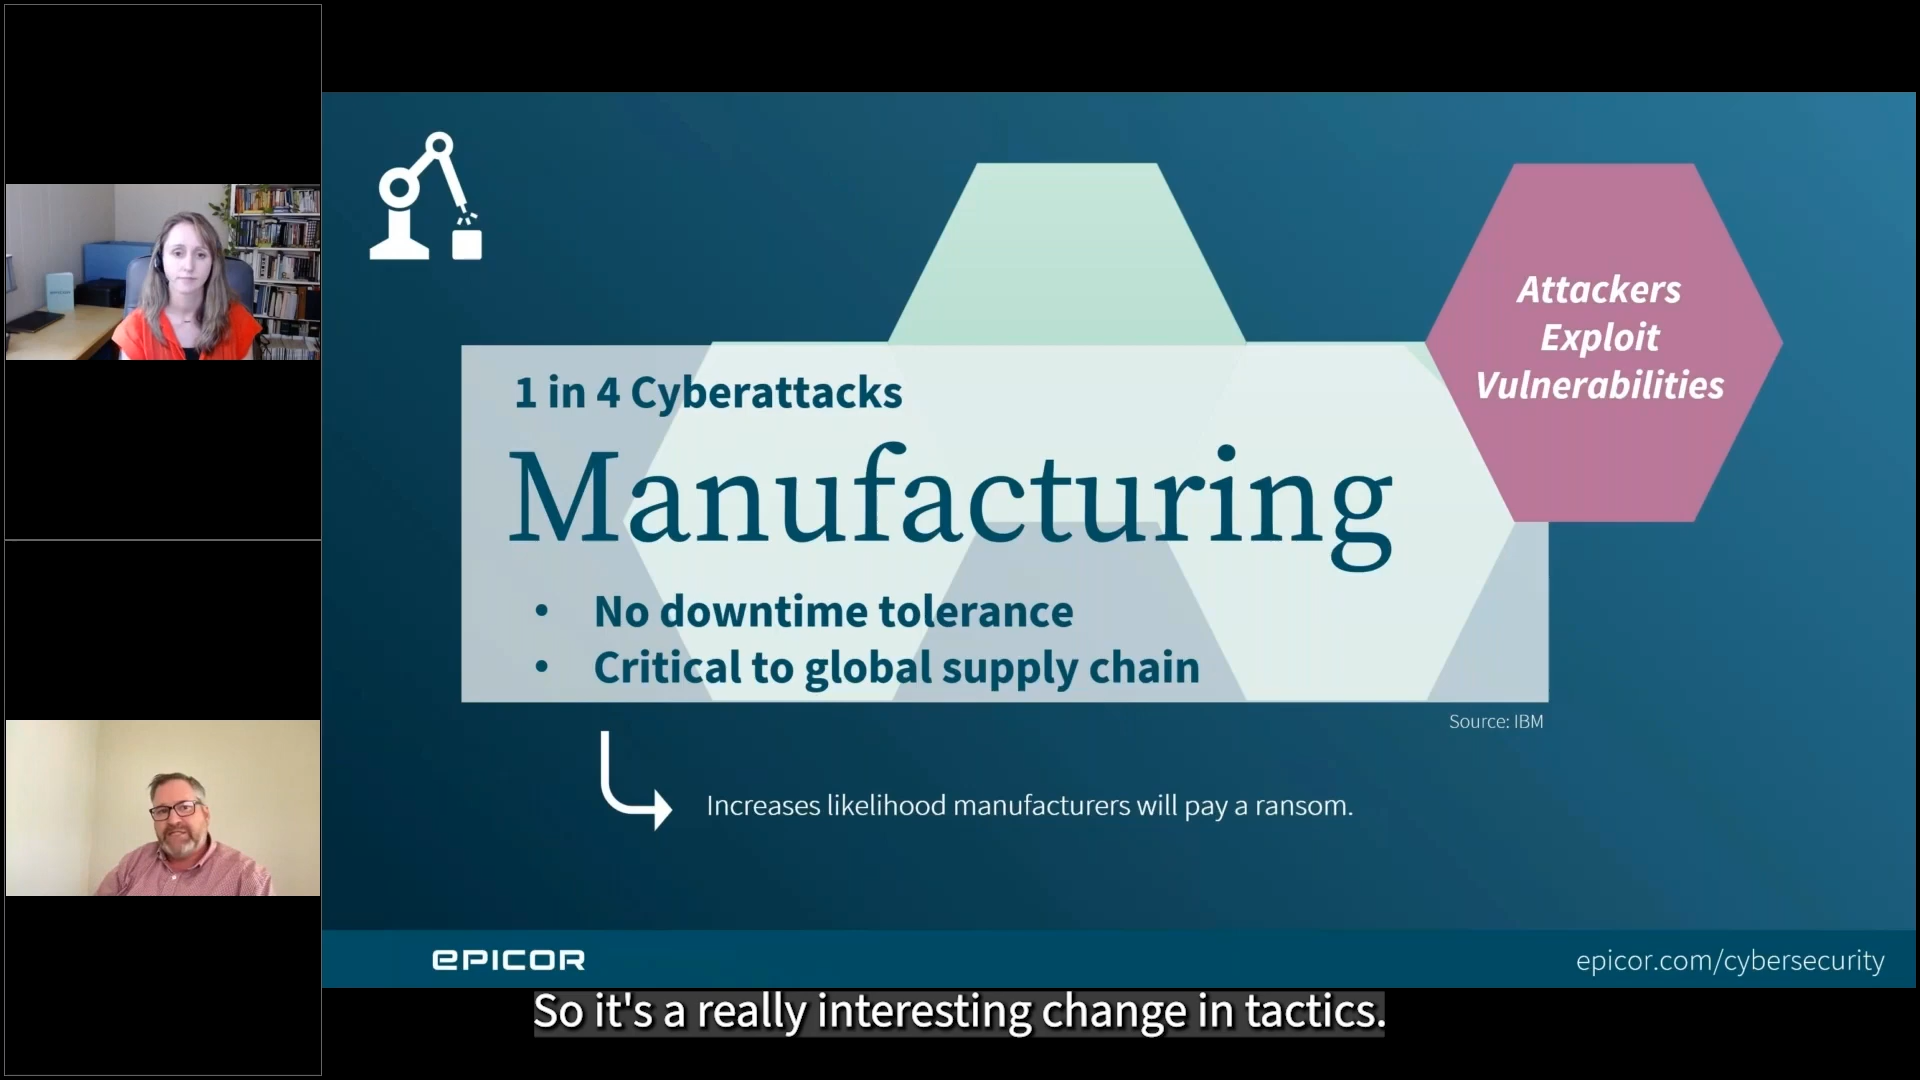 Attackers
Exploit
Vulnerabilities
1 in 4 Cyberattacks
Manufacturing
• No downtime tolerance
• Critical to global supply chain
Source: IBM
Increases likelihood manufacturers will pay a ransom.
EPICOR
epicor.com/cybersecurity
So it's a really interesting change in tactics.